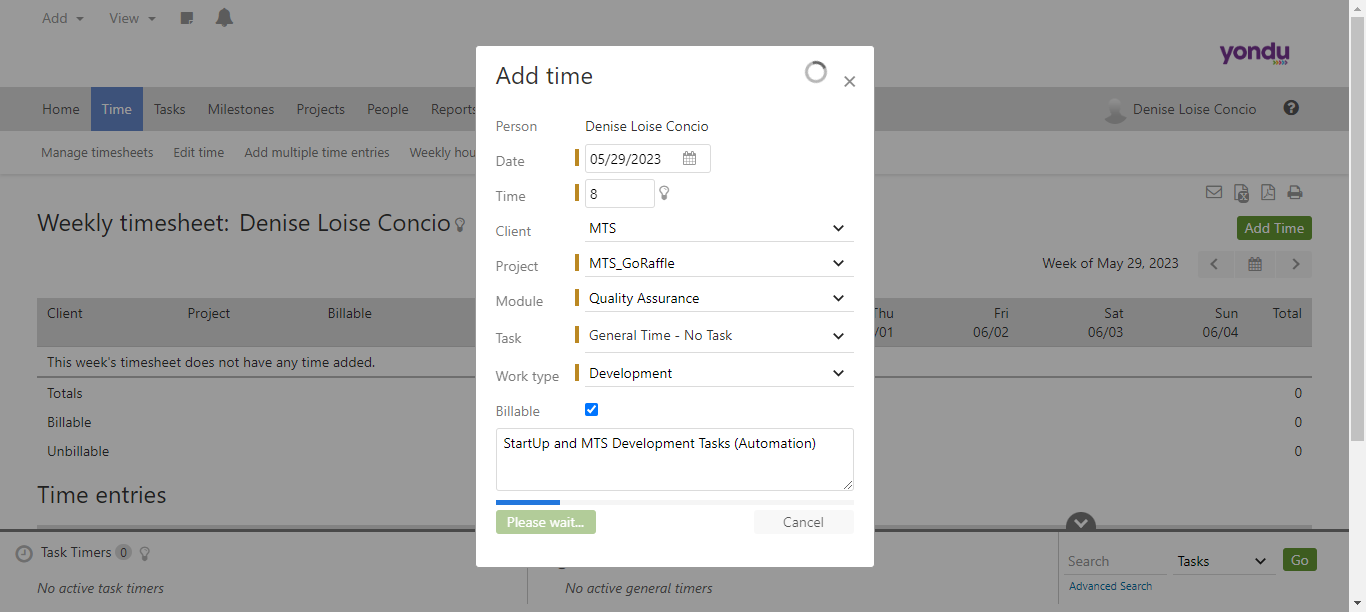 Add View
yondu
Home Time Tasks Milestones Projects People Reports
Denise Loise Concio
Manage timesheets Edit time Add multiple time entries Weekly hou
Weekly timesheet: Denise Loise Concio
Add Time
Week of May 29, 2023
Client Project Billable Thu Fri Sat Sun Total
/01 06/02 06/03 06/04
This week's timesheet does not have any time added.
Totals 0
Billable 0
Unbillable 0
Time entries
Add time
Person Denise Loise Concio
Date 05/29/2023
Time 8
Client MTS
Project MTS_GoRaffle
Module Quality Assurance
Task General Time - No Task
Work type Development
Billable
StartUp and MTS Development Tasks (Automation)
Please wait... Cancel
Task Timers 0
No active task timers
No active general timers
Search Tasks Go
Advanced Search